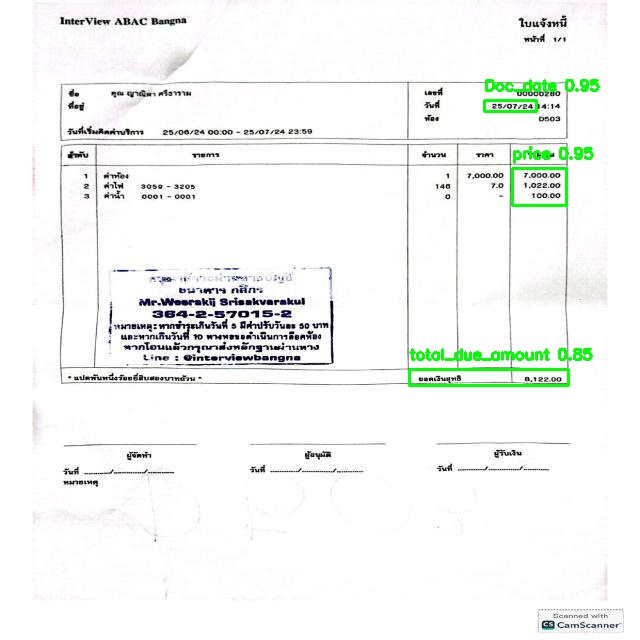 InterView ABAC Bangna
ใบแจ้งหนี้
หน้าที่ 1/1
Doc_date 0.95
ชื่อ คุณ ญาณิศา ศรีธาราม เลขที่ 00000280
ที่อยู่ วันที่ 25/07/24 14:14
ห้อง D503
วันที่เริ่มคิดค่าบริการ 25/06/24 00:00 - 25/07/24 23:59
price 0.95
ลำดับ รายการ จำนวน ราคา
1 ค่าห้อง 1 7,000.00 7,000.00
2 ค่าไฟ 3059 - 3205 146 7.0 1,022.00
3 ค่าน้ำ 0001 - 0001 0 - 100.00
ธนาคาร กสิกร
Mr.Weerakij Srisakvarakul
364-2-57015-2
หมายเหตุ: หากชำระเกินวันที่ 5 มีค่าปรับวันละ 50 บาท
และหากเกินวันที่ 10 ทางหอขอดำเนินการล็อคห้อง
หากโอนแล้วกรุณาส่งหลักฐานผ่านทาง
Line : @interviewbangna
total_due_amount 0.85
* แปดพันหนึ่งร้อยยี่สิบสองบาทถ้วน * ยอดเงินสุทธิ 8,122.00
ผู้จัดทำ ผู้อนุมัติ ผู้รับเงิน
วันที่ ........./........./......... วันที่ ........./........./......... วันที่ ........./........./.........
หมายเหตุ
Scanned with
CS CamScanner